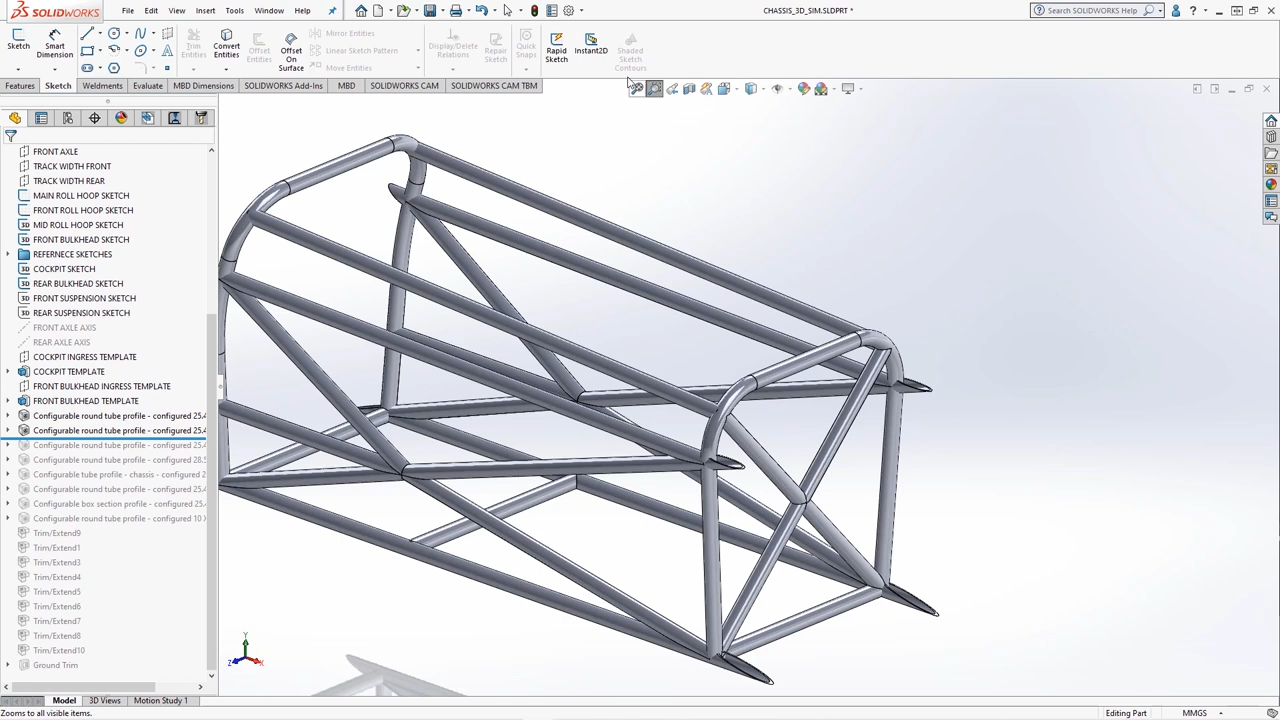 SOLIDWORKS
File Edit View Insert Tools Window Help
CHASSIS_3D_SIM.SLDPRT *
Search SOLIDWORKS Help
Sketch
Smart Dimension
Trim Entities
Convert Entities
Offset Entities
Offset On Surface
Mirror Entities
Linear Sketch Pattern
Move Entities
Display/Delete Relations
Repair Sketch
Quick Snaps
Rapid Sketch
Instant2D
Shaded Sketch Contours
Features Sketch Weldments Evaluate MBD Dimensions SOLIDWORKS Add-Ins MBD SOLIDWORKS CAM SOLIDWORKS CAM TBM
FRONT AXLE
TRACK WIDTH FRONT
TRACK WIDTH REAR
MAIN ROLL HOOP SKETCH
FRONT ROLL HOOP SKETCH
3D MID ROLL HOOP SKETCH
3D FRONT BULKHEAD SKETCH
REFERNECE SKETCHES
3D COCKPIT SKETCH
3D REAR BULKHEAD SKETCH
FRONT SUSPENSION SKETCH
REAR SUSPENSION SKETCH
FRONT AXLE AXIS
REAR AXLE AXIS
COCKPIT INGRESS TEMPLATE
COCKPIT TEMPLATE
FRONT BULKHEAD INGRESS TEMPLATE
FRONT BULKHEAD TEMPLATE
Configurable round tube profile - configured 25.4
Configurable round tube profile - configured 25.4
Configurable round tube profile - configured 25.4
Configurable round tube profile - configured 28.5
Configurable tube profile - chassis - configured 2
Configurable round tube profile - configured 25.4
Configurable box section profile - configured 25.4
Configurable round tube profile - configured 10 X
Trim/Extend9
Trim/Extend1
Trim/Extend3
Trim/Extend4
Trim/Extend5
Trim/Extend6
Trim/Extend7
Trim/Extend8
Trim/Extend10
Ground Trim
Y
Z X
Model 3D Views Motion Study 1
Zooms to all visible items.
Editing Part
MMGS